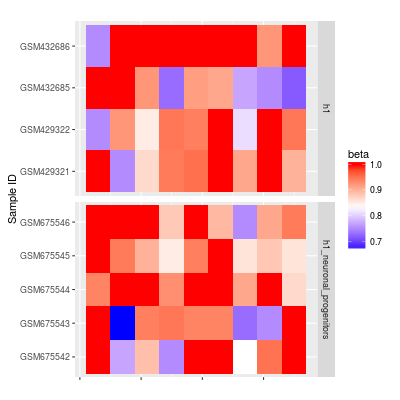 GSM432686
GSM432685
GSM429322
GSM429321
h1
GSM675546
GSM675545
GSM675544
GSM675543
GSM675542
h1_neuronal_progenitors
Sample ID
beta
1.0
0.9
0.8
0.7